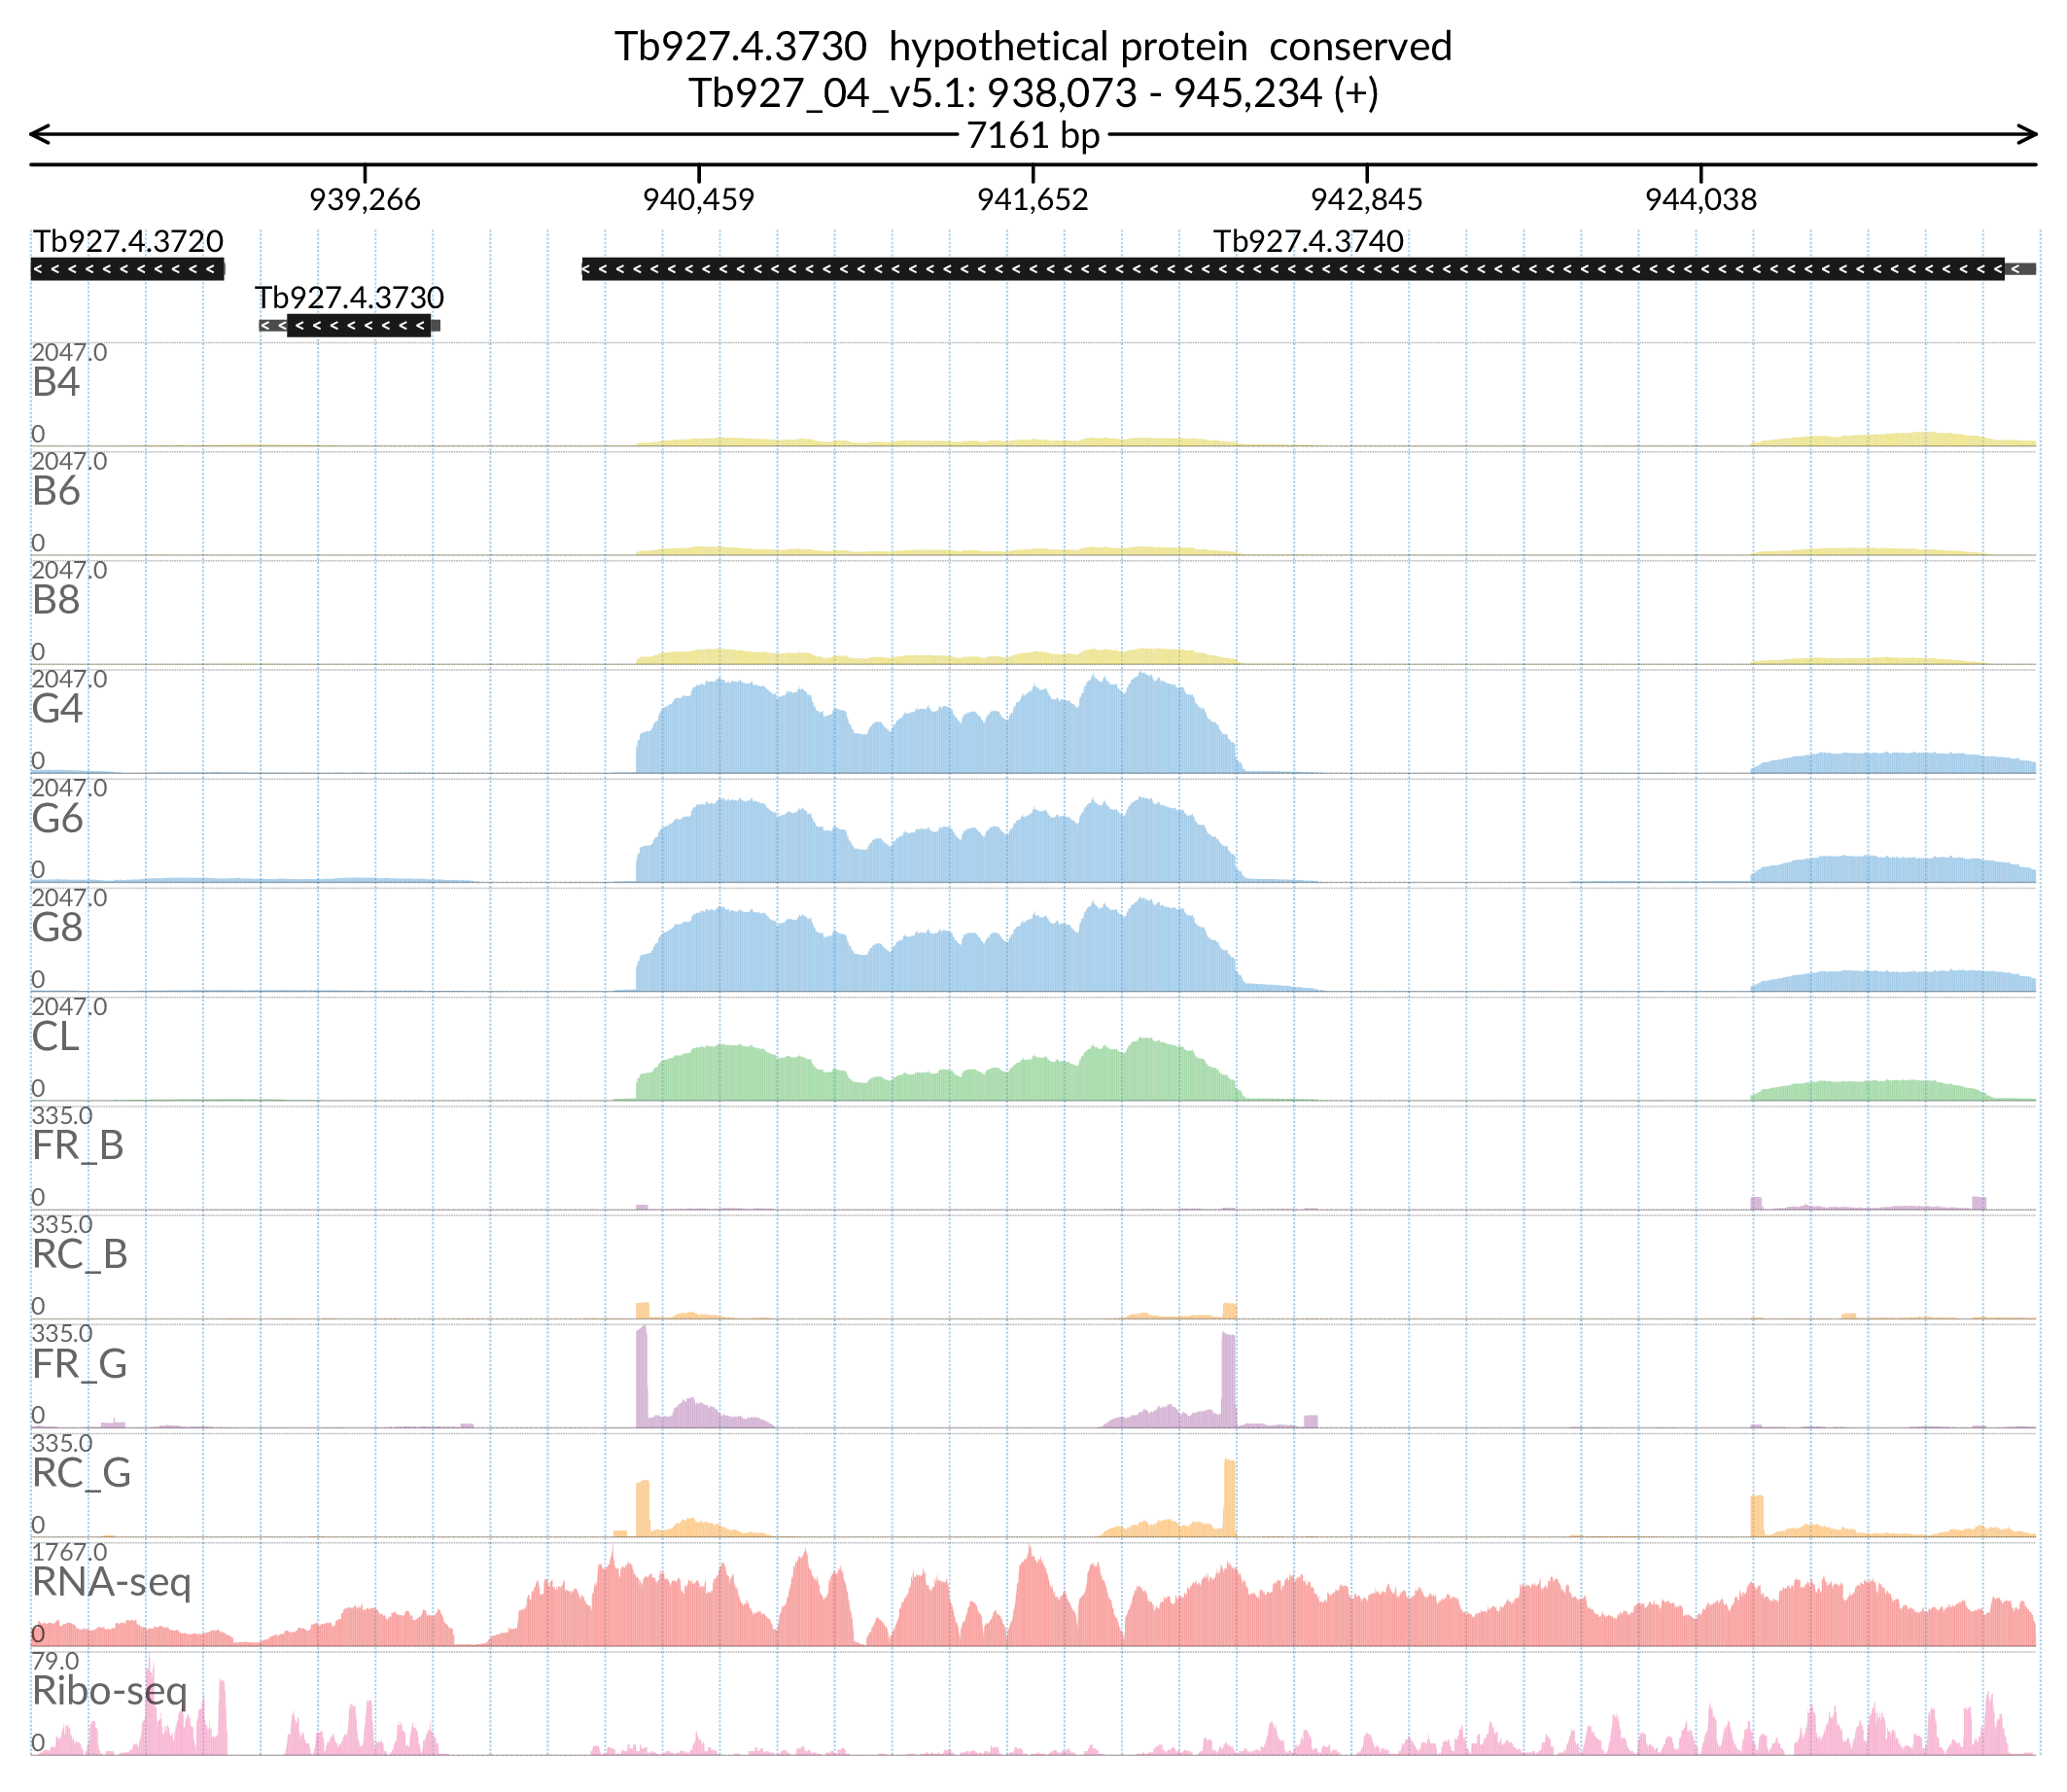 Tb927.4.3730  hypothetical protein  conserved
Tb927_04_v5.1: 938,073 - 945,234 (+)
7161 bp
939,266 940,459 941,652 942,845 944,038
Tb927.4.3720 Tb927.4.3740
Tb927.4.3730
2047.0
B4
0
2047.0
B6
0
2047.0
B8
0
2047.0
G4
0
2047.0
G6
0
2047.0
G8
0
2047.0
CL
0
335.0
FR_B
0
335.0
RC_B
0
335.0
FR_G
0
335.0
RC_G
0
1767.0
RNA-seq
0
79.0
Ribo-seq
0